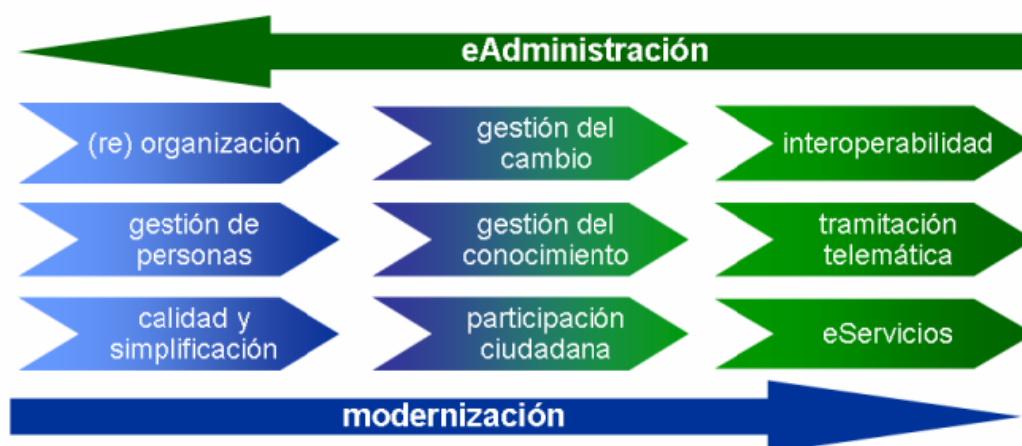 eAdministración
(re) organización
gestión del
cambio
interoperabilidad
gestión de
personas
gestión del
conocimiento
tramitación
telemática
calidad y
simplificación
participación
ciudadana
eServicios
modernización